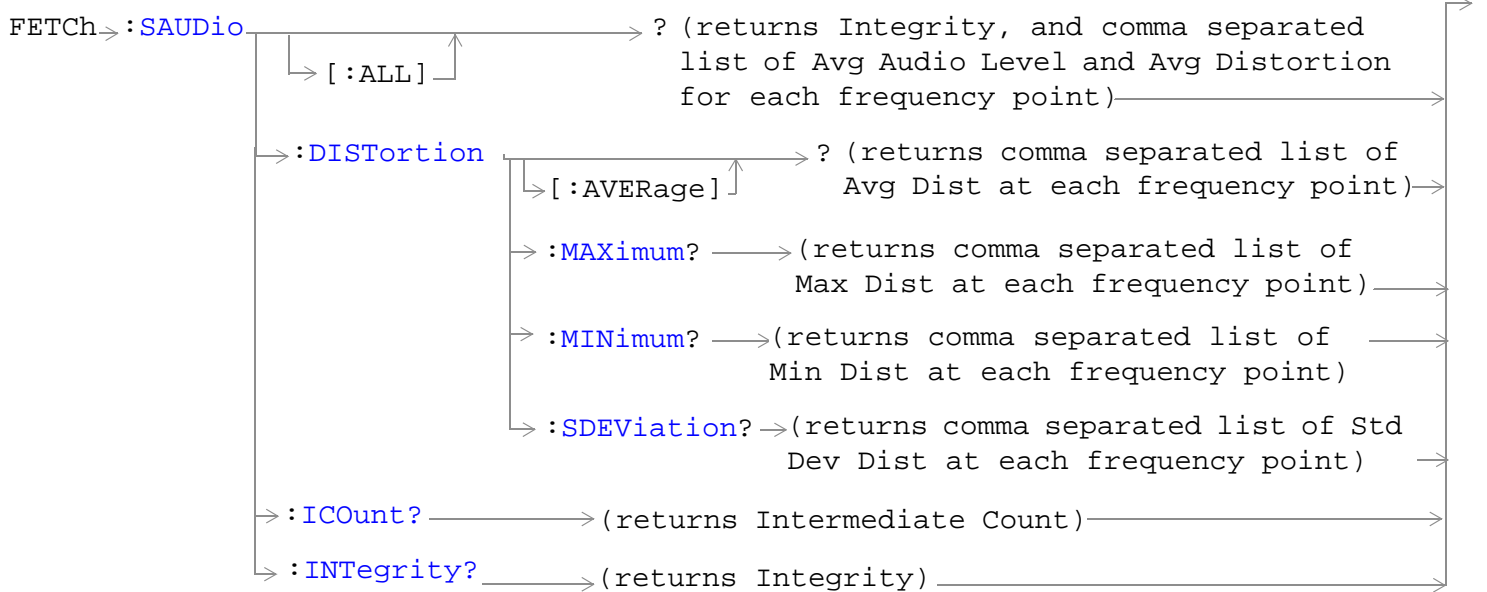 FETCh :SAUDio ? (returns Integrity, and comma separated
[:ALL] list of Avg Audio Level and Avg Distortion
for each frequency point)
:DISTortion ? (returns comma separated list of
[:AVERage] Avg Dist at each frequency point)
:MAXimum? (returns comma separated list of
Max Dist at each frequency point)
:MINimum? (returns comma separated list of
Min Dist at each frequency point)
:SDEViation? (returns comma separated list of Std
Dev Dist at each frequency point)
:ICOunt? (returns Intermediate Count)
:INTegrity? (returns Integrity)